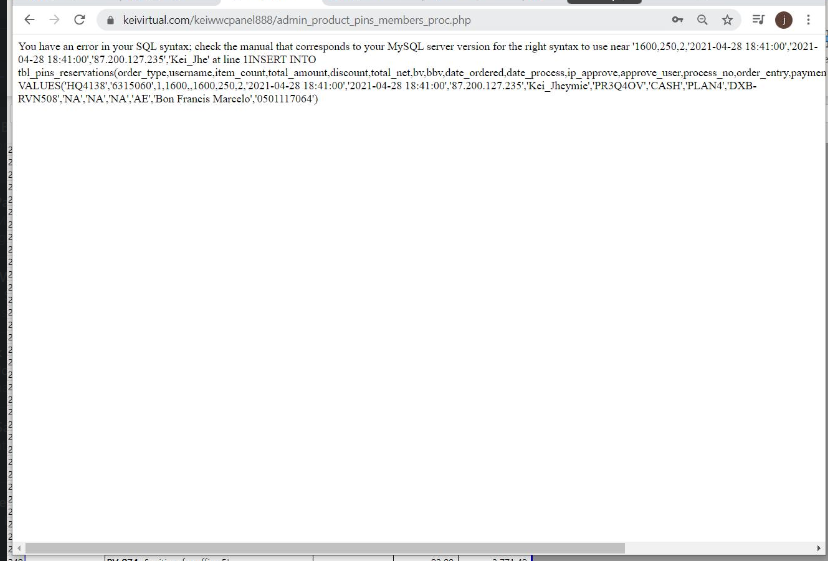 keivirtual.com/keiwwcpanel888/admin_product_pins_members_proc.php
J
You have an error in your SQL syntax; check the manual that corresponds to your MySQL server version for the right syntax to use near '1600,250,2,'2021-04-28 18:41:00','2021-
04-28 18:41:00','87.200.127.235','Kei_Jhe' at line 1INSERT INTO
tbl_pins_reservations(order_type,username,item_count,total_amount,discount,total_net,bv,bbv,date_ordered,date_process,ip_approve,approve_user,process_no,order_entry,paymen
VALUES('HQ4138','6315060',1,1600,,1600,250,2,'2021-04-28 18:41:00','2021-04-28 18:41:00','87.200.127.235','Kei_Jheymie','PR3Q4OV','CASH','PLAN4','DXB-
RVN508','NA','NA','NA','AE','Bon Francis Marcelo','0501117064')